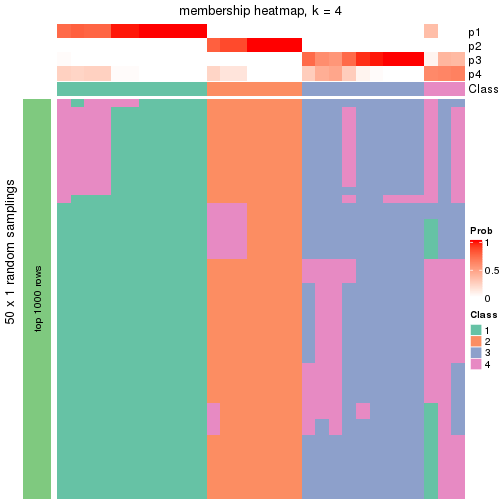 membership heatmap, k = 4
p1
p2
p3
p4
Class
50 x 1 random samplings
top 1000 rows
Prob
1
0.5
0
Class
1
2
3
4